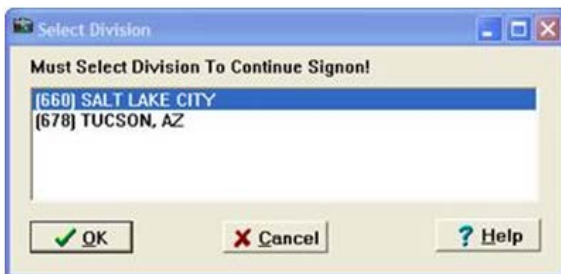 Select Division
Must Select Division To Continue Signon!
(660) SALT LAKE CITY
(678) TUCSON, AZ
OK Cancel Help